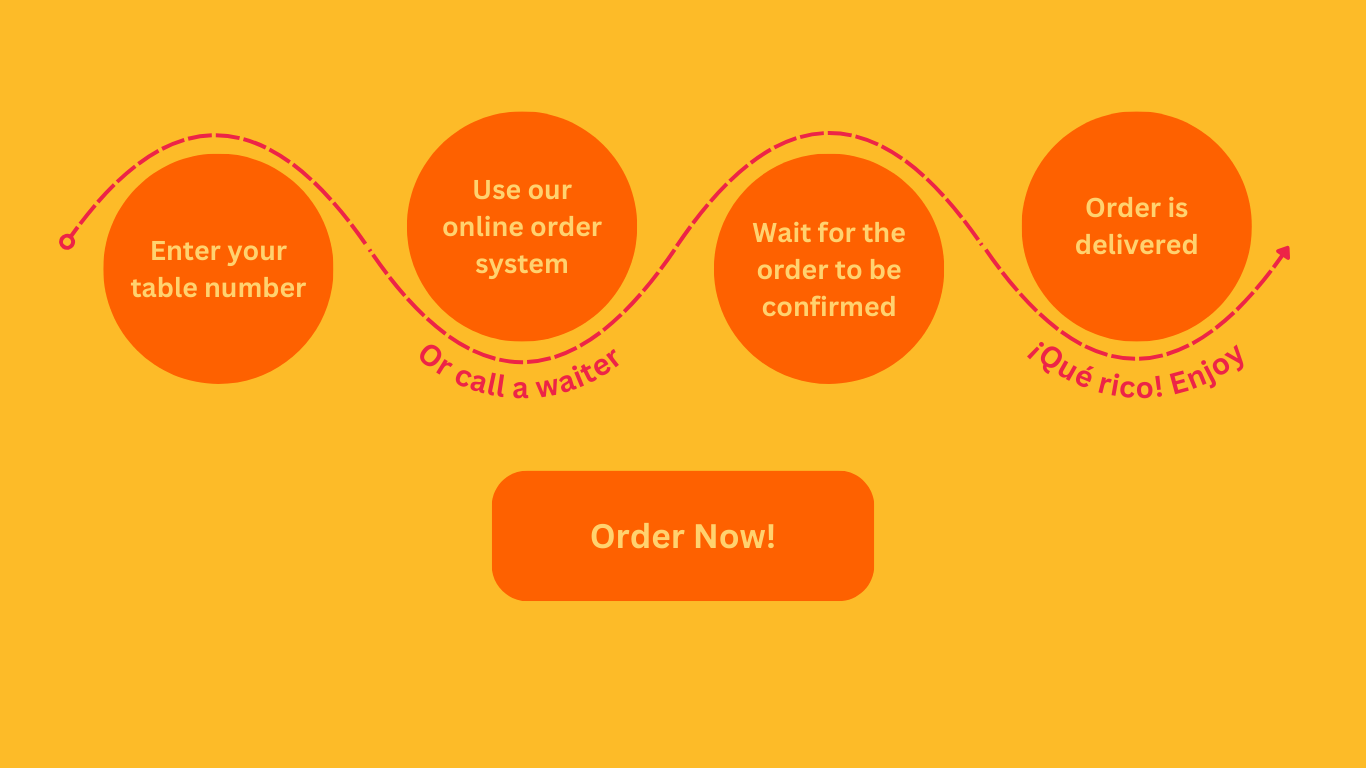 Enter your
table number
Use our
online order
system
Or call a waiter
Wait for the
order to be
confirmed
Order is
delivered
¡Qué rico! Enjoy
Order Now!